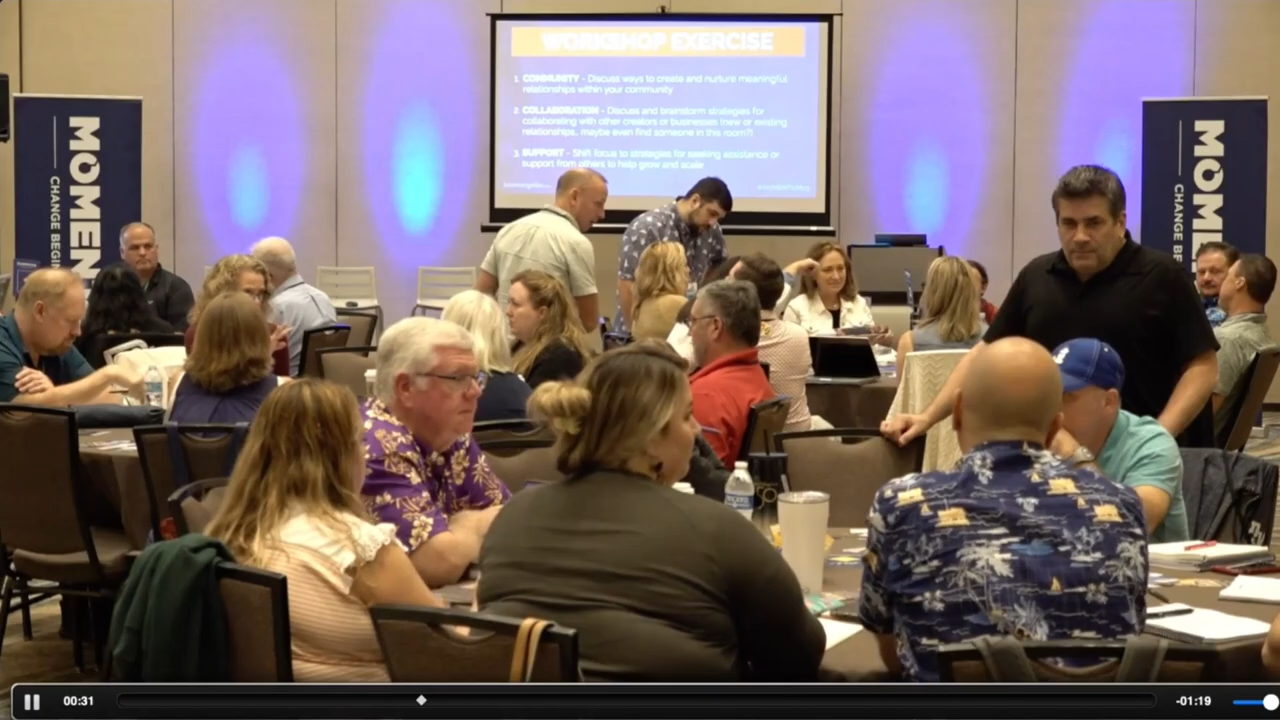 WORKSHOP EXERCISE
1. COMMUNITY - Discuss ways to create and nurture meaningful
relationships within your community
2. COLLABORATION - Discuss and brainstorm strategies for
collaborating with other creators or businesses (new or existing
relationships.. maybe even find someone in this room?!)
3. SUPPORT - Shift focus to strategies for seeking assistance or
support from others to help grow and scale
MOMEN
CHANGE BEGIN
MOME
CHANGE BE
00:31
-01:19